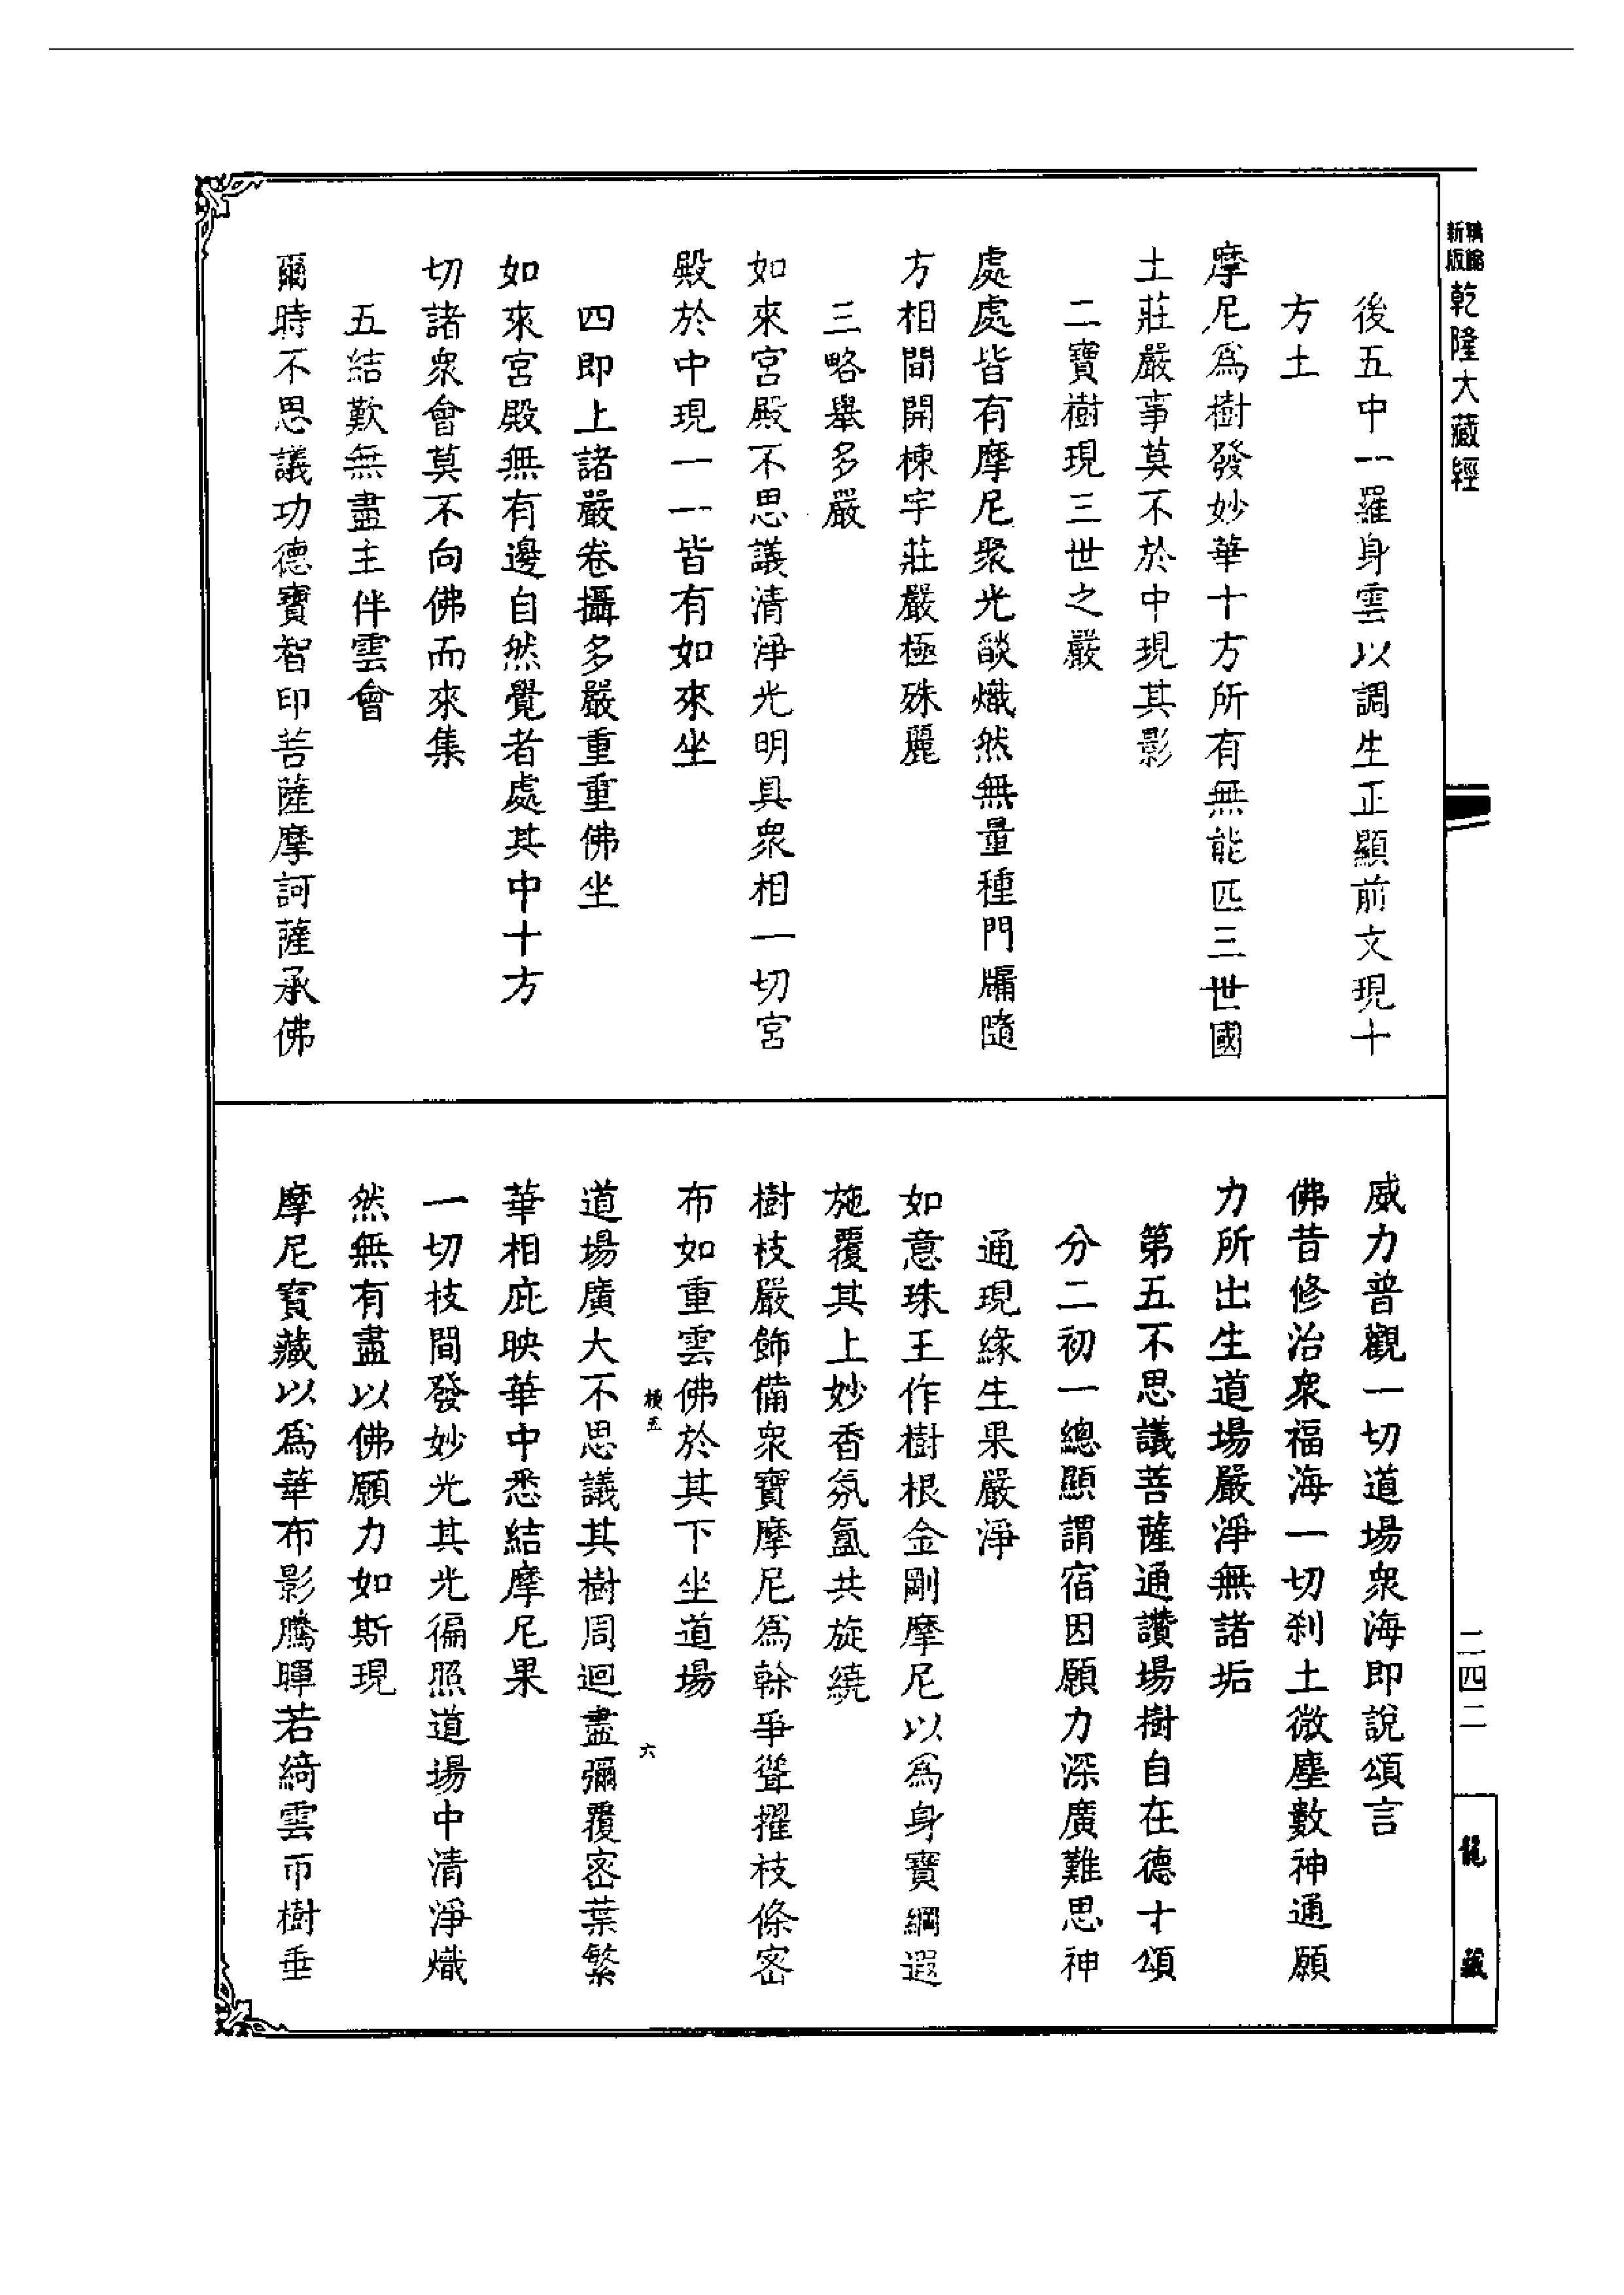 新版
乾隆大藏經
後五中一羅身雲以調生正顯前文現十
方土
摩尼爲樹發妙華十方所有無能匹三世國
土莊嚴事莫不於中現其影
二寶樹現三世之嚴
處處皆有摩尼聚光燄熾然無量種門牖隨
方相間開棟宇莊嚴極殊麗
三略舉多嚴
如來宮殿不思議清淨光明具衆相一切宮
殿於中現一一皆有如來坐
四即上諸嚴卷攝多嚴重重佛坐
如來宮殿無有邊自然覺者處其中十方
切諸衆會莫不向佛而來集
五結歎無盡主伴雲會
爾時不思議功德寶智印菩薩摩訶薩承佛
威力普觀一切道場衆海即說頌言
佛昔修治衆福海一切刹土微塵數神通願
力所出生道場嚴淨無諸垢
第五不思議菩薩通讚場樹自在德十頌
分二初一總顯謂宿因願力深廣難思神
通現緣生果嚴淨
如意珠王作樹根金剛摩尼以爲身寶網遐
施覆其上妙香氛氳共旋繞
樹枝嚴飾備衆寶摩尼爲榦爭聳擢枝條密
布如重雲佛於其下坐道場
六
道場廣大不思議其樹周迴盡彌覆密葉繁
華相庇映華中悉結摩尼果
一切枝間發妙光其光徧照道場中清淨熾
然無有盡以佛願力如斯現
摩尼寶藏以爲華布影騰暉若綺雲帀樹垂
二四二
龍藏